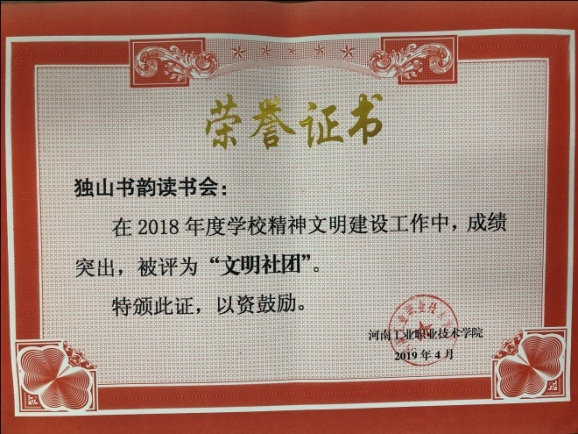 荣誉证书
独山书韵读书会：
在2018年度学校精神文明建设工作中，成绩
突出，被评为“文明社团”。
特颁此证，以资鼓励。
河南工业职业技术学院
2019年4月